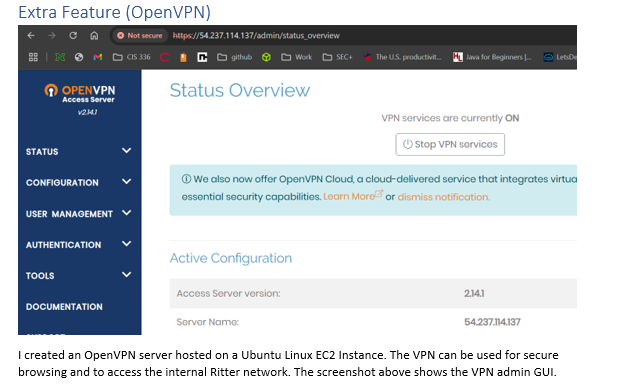 Extra Feature (OpenVPN)
Not secure https://54.237.114.137/admin/status_overview
CIS 336 github Work SEC+ The U.S. productivit... Java for Beginners |... LetsDe
OPENVPN
Access Server
v2.14.1
Status Overview
VPN services are currently ON
Stop VPN services
STATUS
CONFIGURATION
USER MANAGEMENT
AUTHENTICATION
TOOLS
DOCUMENTATION
We also now offer OpenVPN Cloud, a cloud-delivered service that integrates virtua
essential security capabilities. Learn More or dismiss notification.
Active Configuration
Access Server version: 2.14.1
Server Name: 54.237.114.137
I created an OpenVPN server hosted on a Ubuntu Linux EC2 Instance. The VPN can be used for secure
browsing and to access the internal Ritter network. The screenshot above shows the VPN admin GUI.